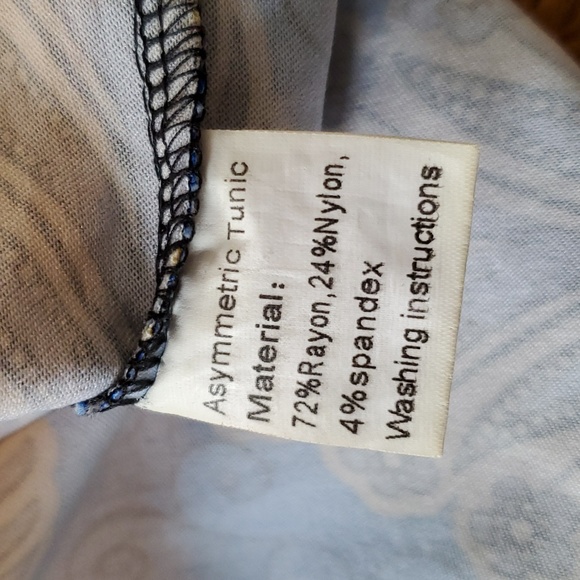 Asymmetric Tunic
Material:
72%Rayon,24%Nylon,
4%spandex
Washing instructions